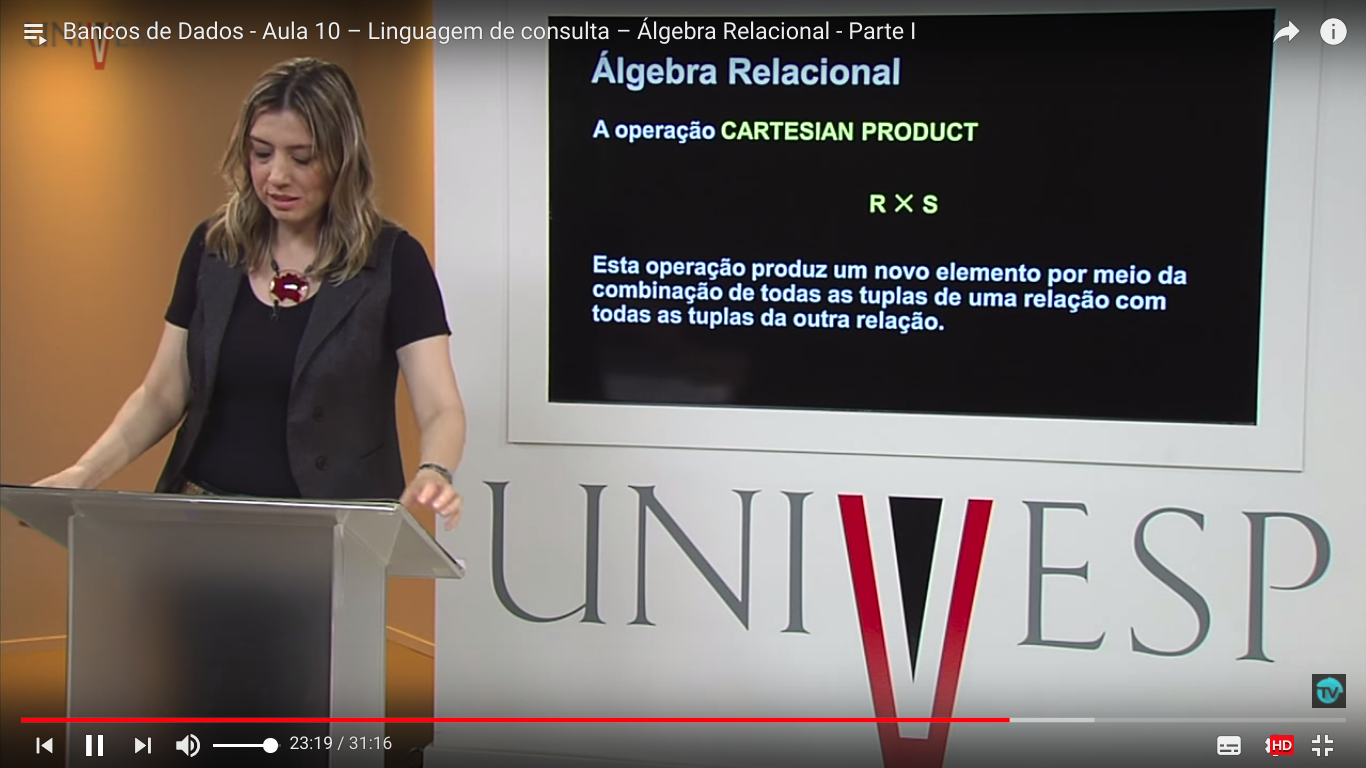 Bancos de Dados - Aula 10 – Linguagem de consulta – Álgebra Relacional - Parte I
Álgebra Relacional
A operação CARTESIAN PRODUCT
R × S
Esta operação produz um novo elemento por meio da
combinação de todas as tuplas de uma relação com
todas as tuplas da outra relação.
UNIVESP
TV
23:19 / 31:16
HD